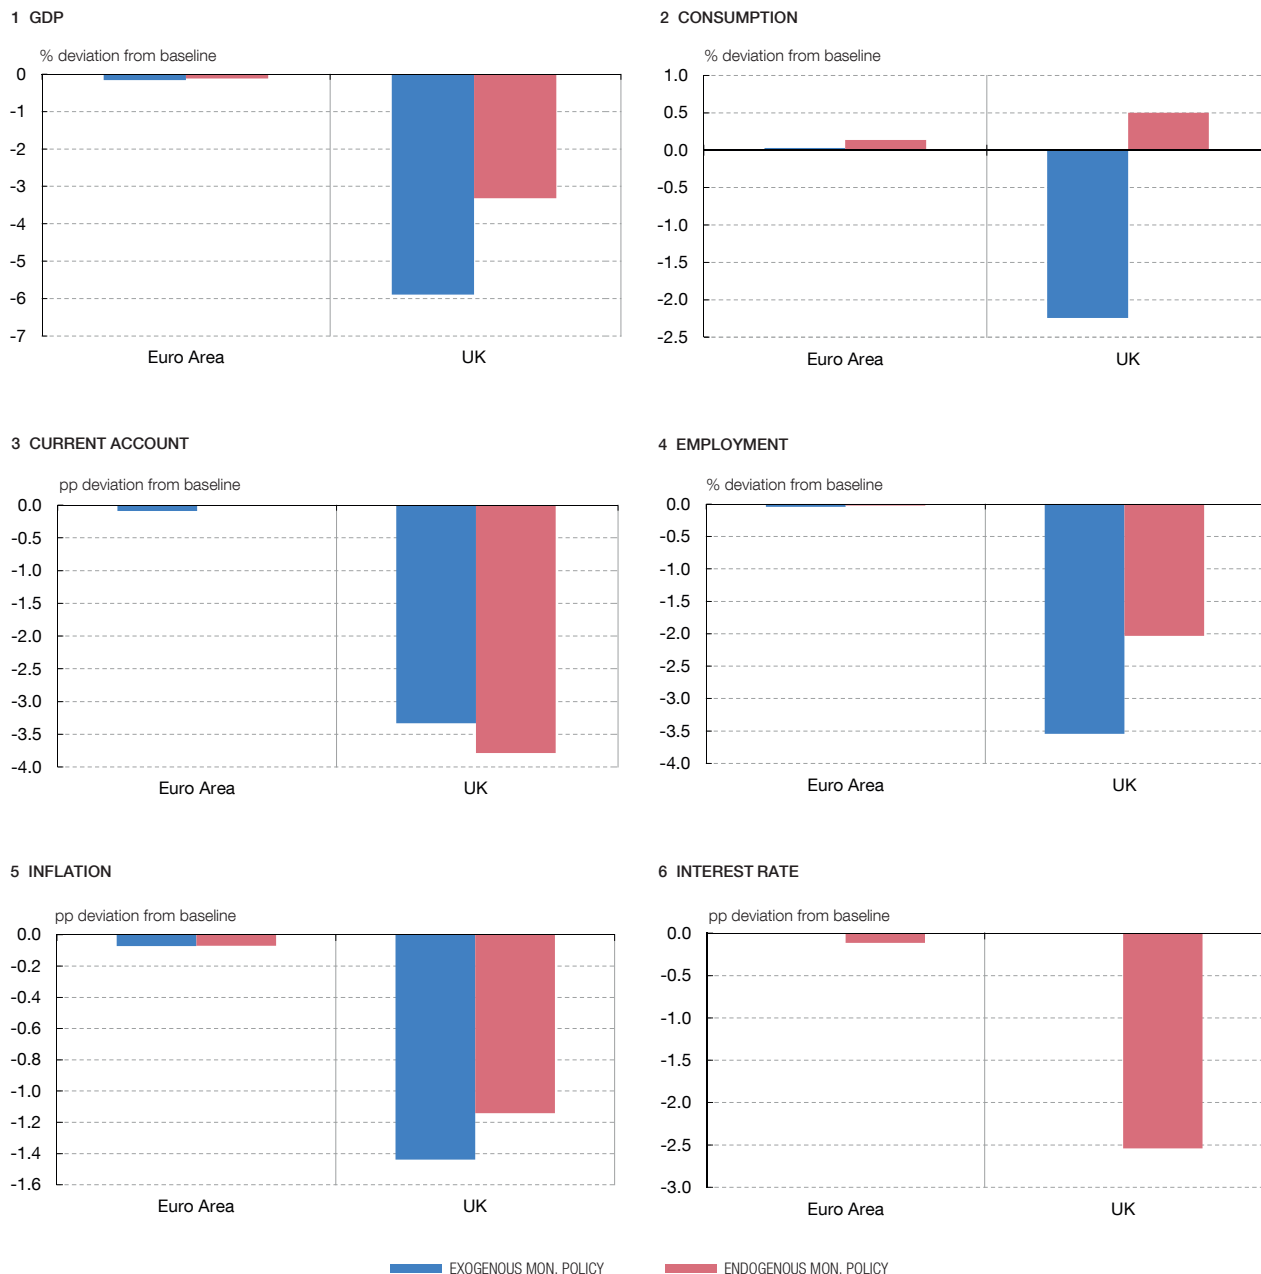 1 GDP
% deviation from baseline
0
-1
-2
-3
-4
-5
-6
-7
Euro Area UK
2 CONSUMPTION
% deviation from baseline
1.0
0.5
0.0
-0.5
-1.0
-1.5
-2.0
-2.5
Euro Area UK
3 CURRENT ACCOUNT
pp deviation from baseline
0.0
-0.5
-1.0
-1.5
-2.0
-2.5
-3.0
-3.5
-4.0
Euro Area UK
4 EMPLOYMENT
% deviation from baseline
0.0
-0.5
-1.0
-1.5
-2.0
-2.5
-3.0
-3.5
-4.0
Euro Area UK
5 INFLATION
pp deviation from baseline
0.0
-0.2
-0.4
-0.6
-0.8
-1.0
-1.2
-1.4
-1.6
Euro Area UK
6 INTEREST RATE
pp deviation from baseline
0.0
-0.5
-1.0
-1.5
-2.0
-2.5
-3.0
Euro Area UK
EXOGENOUS MON. POLICY ENDOGENOUS MON. POLICY